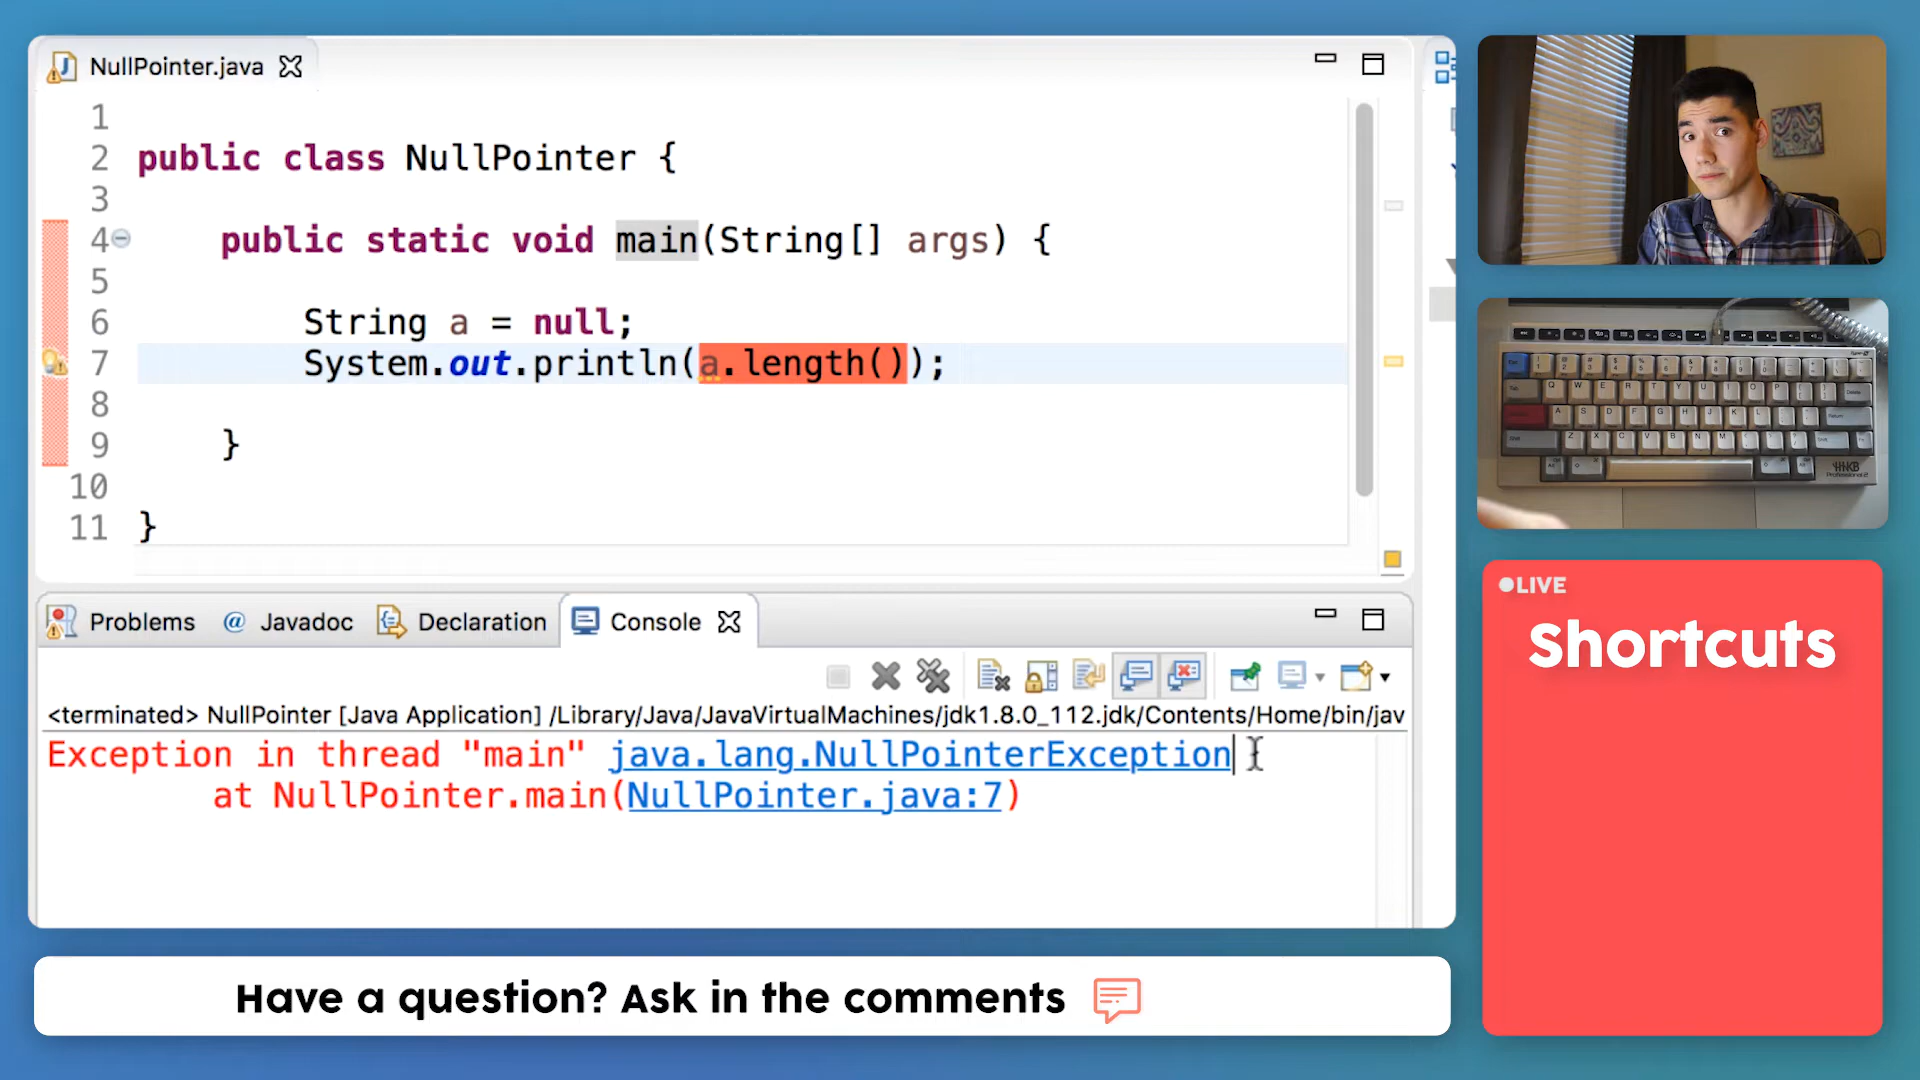 NullPointer.java
1
2 public class NullPointer {
3
4 public static void main(String[] args) {
5
6 String a = null;
7 System.out.println(a.length());
8
9 }
10
11 }
Problems @ Javadoc Declaration Console
<terminated> NullPointer [Java Application] /Library/Java/JavaVirtualMachines/jdk1.8.0_112.jdk/Contents/Home/bin/jav
Exception in thread "main" java.lang.NullPointerException
at NullPointer.main(NullPointer.java:7)
Have a question? Ask in the comments
LIVE
Shortcuts
HHKB
Professional2